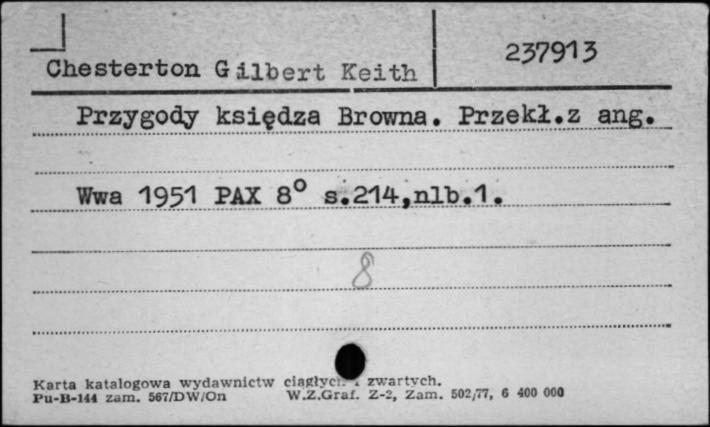 237913
Chesterton Gilbert Keith
Przygody księdza Browna. Przekł.z ang.
Wwa 1951 PAX 8° s.214,nlb.1.
8
Karta katalogowa wydawnictw ciągłych i zwartych.
Pu-B-144 zam. 567/DW/On W.Z.Graf. Z-2, Zam. 502/77, 6 400 000